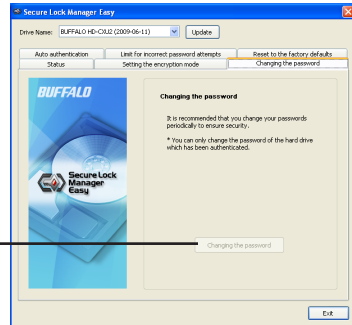 Secure Lock Manager Easy
Drive Name: BUFFALO HD-CXU2 (2009-06-11) Update
Auto authentication Limit for incorrect password attempts Reset to the factory defaults
Status Setting the encryption mode Changing the password
BUFFALO
Changing the password
It is recommended that you change your passwords
periodically to ensure security.
* You can only change the password of the hard drive
which has been authenticated.
Secure Lock
Manager
Easy
Changing the password
Exit